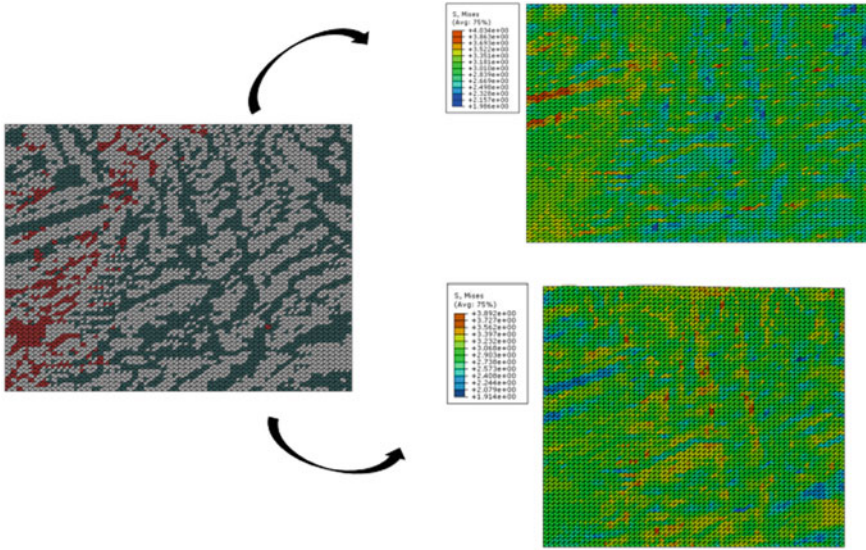 S, Mises
(Avg: 75%)
+4.034e+00
+3.863e+00
+3.693e+00
+3.522e+00
+3.351e+00
+3.181e+00
+3.010e+00
+2.839e+00
+2.669e+00
+2.498e+00
+2.328e+00
+2.157e+00
+1.986e+00
S, Mises
(Avg: 75%)
+3.892e+00
+3.727e+00
+3.562e+00
+3.397e+00
+3.232e+00
+3.068e+00
+2.903e+00
+2.738e+00
+2.573e+00
+2.408e+00
+2.244e+00
+2.079e+00
+1.914e+00